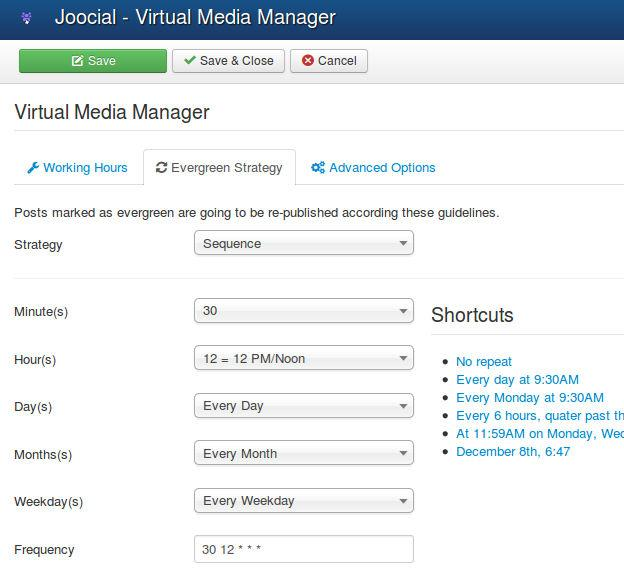 Joocial - Virtual Media Manager
Save Save & Close Cancel
Virtual Media Manager
Working Hours Evergreen Strategy Advanced Options
Posts marked as evergreen are going to be re-published according these guidelines.
Strategy Sequence
Minute(s) 30
Hour(s) 12 = 12 PM/Noon
Day(s) Every Day
Months(s) Every Month
Weekday(s) Every Weekday
Frequency 30 12 * * *
Shortcuts
No repeat
Every day at 9:30AM
Every Monday at 9:30AM
Every 6 hours, quater past
At 11:59AM on Monday,
December 8th, 6:47